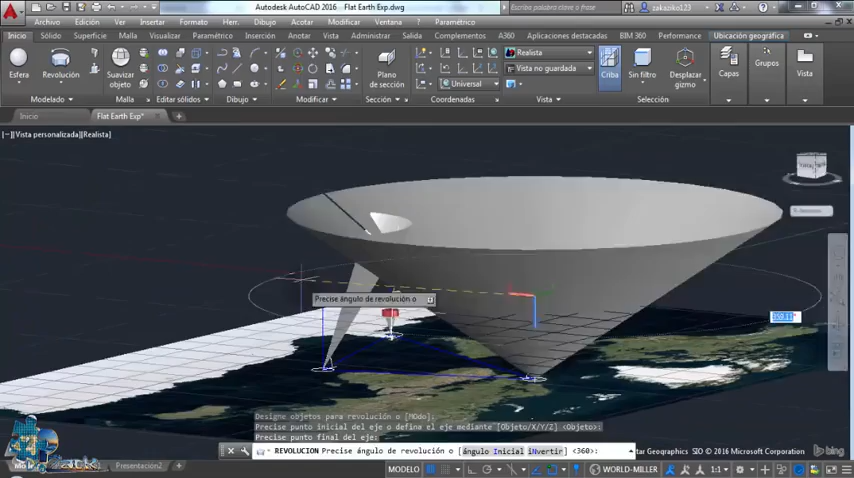 Autodesk AutoCAD 2016 Flat Earth Exp.dwg
Escriba palabra clave o frase
zakaziko123
Archivo Edición Ver Insertar Formato Herr. Dibujo Acotar Modificar Ventana ? Paramétrico
Inicio Sólido Superficie Malla Visualizar Paramétrico Insertar Anotar Vista Administrar Salida Complementos A360 Aplicaciones destacadas BIM 360 Performance Ubicación geográfica
Esfera
Revolución
Suavizar objeto
Plano de sección
Universal
Realista
Vista no guardada
Criba
Sin filtro
Desplazar gizmo
Capas
Grupos
Vista
Modelado Malla Editar sólidos Dibujo Modificar Sección Coordenadas Vista Selección
Inicio Flat Earth Exp*
[−][Vista personalizada][Realista]
Precise ángulo de revolución o
Designe objetos para revolución o [MOdo]:
Precise punto inicial del eje o define el eje mediante [Objeto/X/Y/Z] <Objeto>:
Precise punto final del eje:
REVOLUCION Precise ángulo de revolución o [ángulo Inicial iNvertir] <360>:
Earthstar Geographics SIO © 2016 Microsoft Corporation
bing
Presentación2
MODELO
WORLD-MILLER
1:1